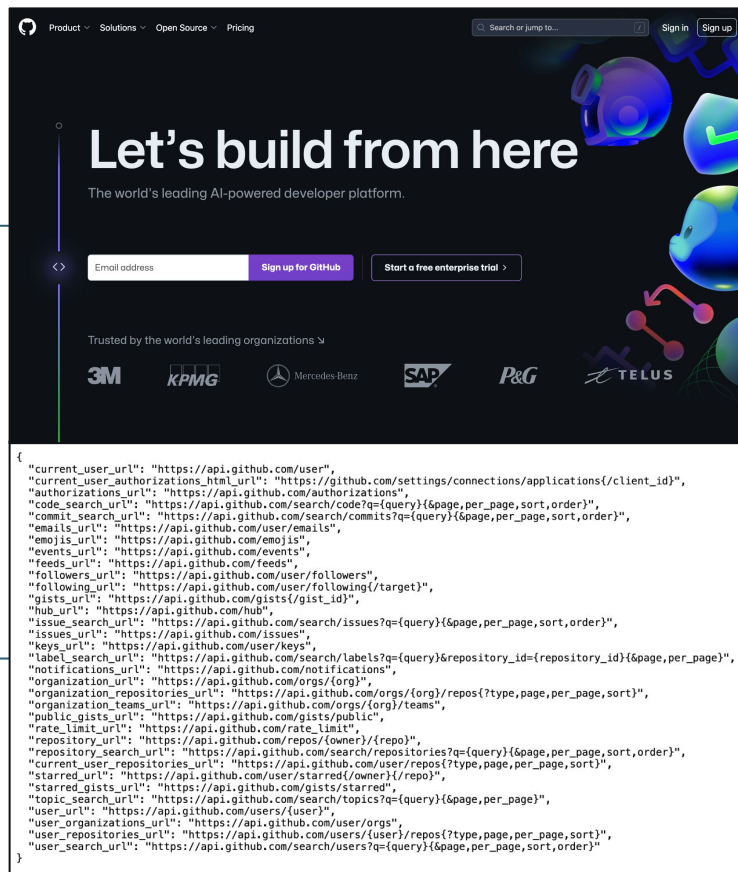 Product Solutions Open Source Pricing Search or jump to... / Sign in Sign up
Let's build from here
The world's leading AI-powered developer platform.
Email address Sign up for GitHub Start a free enterprise trial >
Trusted by the world's leading organizations ↘
3M KPMG Mercedes-Benz SAP P&G TELUS
{
"current_user_url": "https://api.github.com/user",
"current_user_authorizations_html_url": "https://github.com/settings/connections/applications{/client_id}",
"authorizations_url": "https://api.github.com/authorizations",
"code_search_url": "https://api.github.com/search/code?q={query}{&page,per_page,sort,order}",
"commit_search_url": "https://api.github.com/search/commits?q={query}{&page,per_page,sort,order}",
"emails_url": "https://api.github.com/user/emails",
"emojis_url": "https://api.github.com/emojis",
"events_url": "https://api.github.com/events",
"feeds_url": "https://api.github.com/feeds",
"followers_url": "https://api.github.com/user/followers",
"following_url": "https://api.github.com/user/following{/target}",
"gists_url": "https://api.github.com/gists{/gist_id}",
"hub_url": "https://api.github.com/hub",
"issue_search_url": "https://api.github.com/search/issues?q={query}{&page,per_page,sort,order}",
"issues_url": "https://api.github.com/issues",
"keys_url": "https://api.github.com/user/keys",
"label_search_url": "https://api.github.com/search/labels?q={query}&repository_id={repository_id}{&page,per_page}",
"notifications_url": "https://api.github.com/notifications",
"organization_url": "https://api.github.com/orgs/{org}",
"organization_repositories_url": "https://api.github.com/orgs/{org}/repos{?type,page,per_page,sort}",
"organization_teams_url": "https://api.github.com/orgs/{org}/teams",
"public_gists_url": "https://api.github.com/gists/public",
"rate_limit_url": "https://api.github.com/rate_limit",
"repository_url": "https://api.github.com/repos/{owner}/{repo}",
"repository_search_url": "https://api.github.com/search/repositories?q={query}{&page,per_page,sort,order}",
"current_user_repositories_url": "https://api.github.com/user/repos{?type,page,per_page,sort}",
"starred_url": "https://api.github.com/user/starred{/owner}{/repo}",
"starred_gists_url": "https://api.github.com/gists/starred",
"topic_search_url": "https://api.github.com/search/topics?q={query}{&page,per_page}",
"user_url": "https://api.github.com/users/{user}",
"user_organizations_url": "https://api.github.com/user/orgs",
"user_repositories_url": "https://api.github.com/users/{user}/repos{?type,page,per_page,sort}",
"user_search_url": "https://api.github.com/search/users?q={query}{&page,per_page,sort,order}"
}